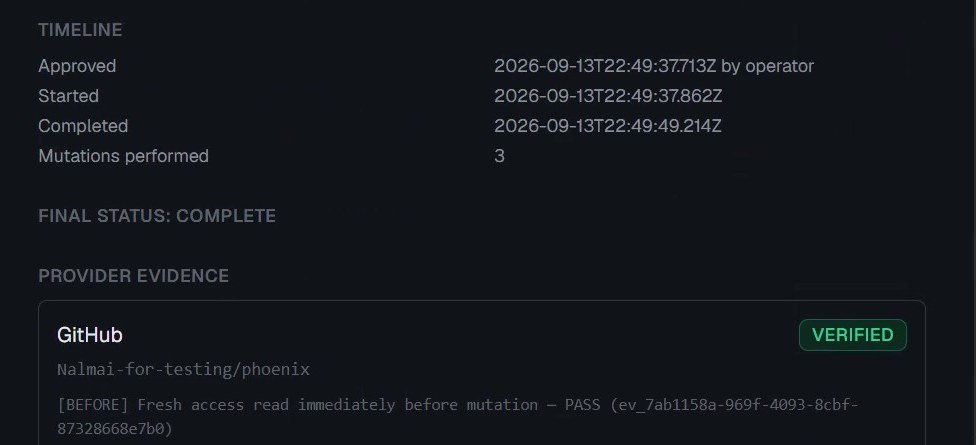 TIMELINE
Approved 2026-09-13T22:49:37.713Z by operator
Started 2026-09-13T22:49:37.862Z
Completed 2026-09-13T22:49:49.214Z
Mutations performed 3
FINAL STATUS: COMPLETE
PROVIDER EVIDENCE
GitHub VERIFIED
Nalmai-for-testing/phoenix
[BEFORE] Fresh access read immediately before mutation — PASS (ev_7ab1158a-969f-4093-8cbf-
87328668e7b0)